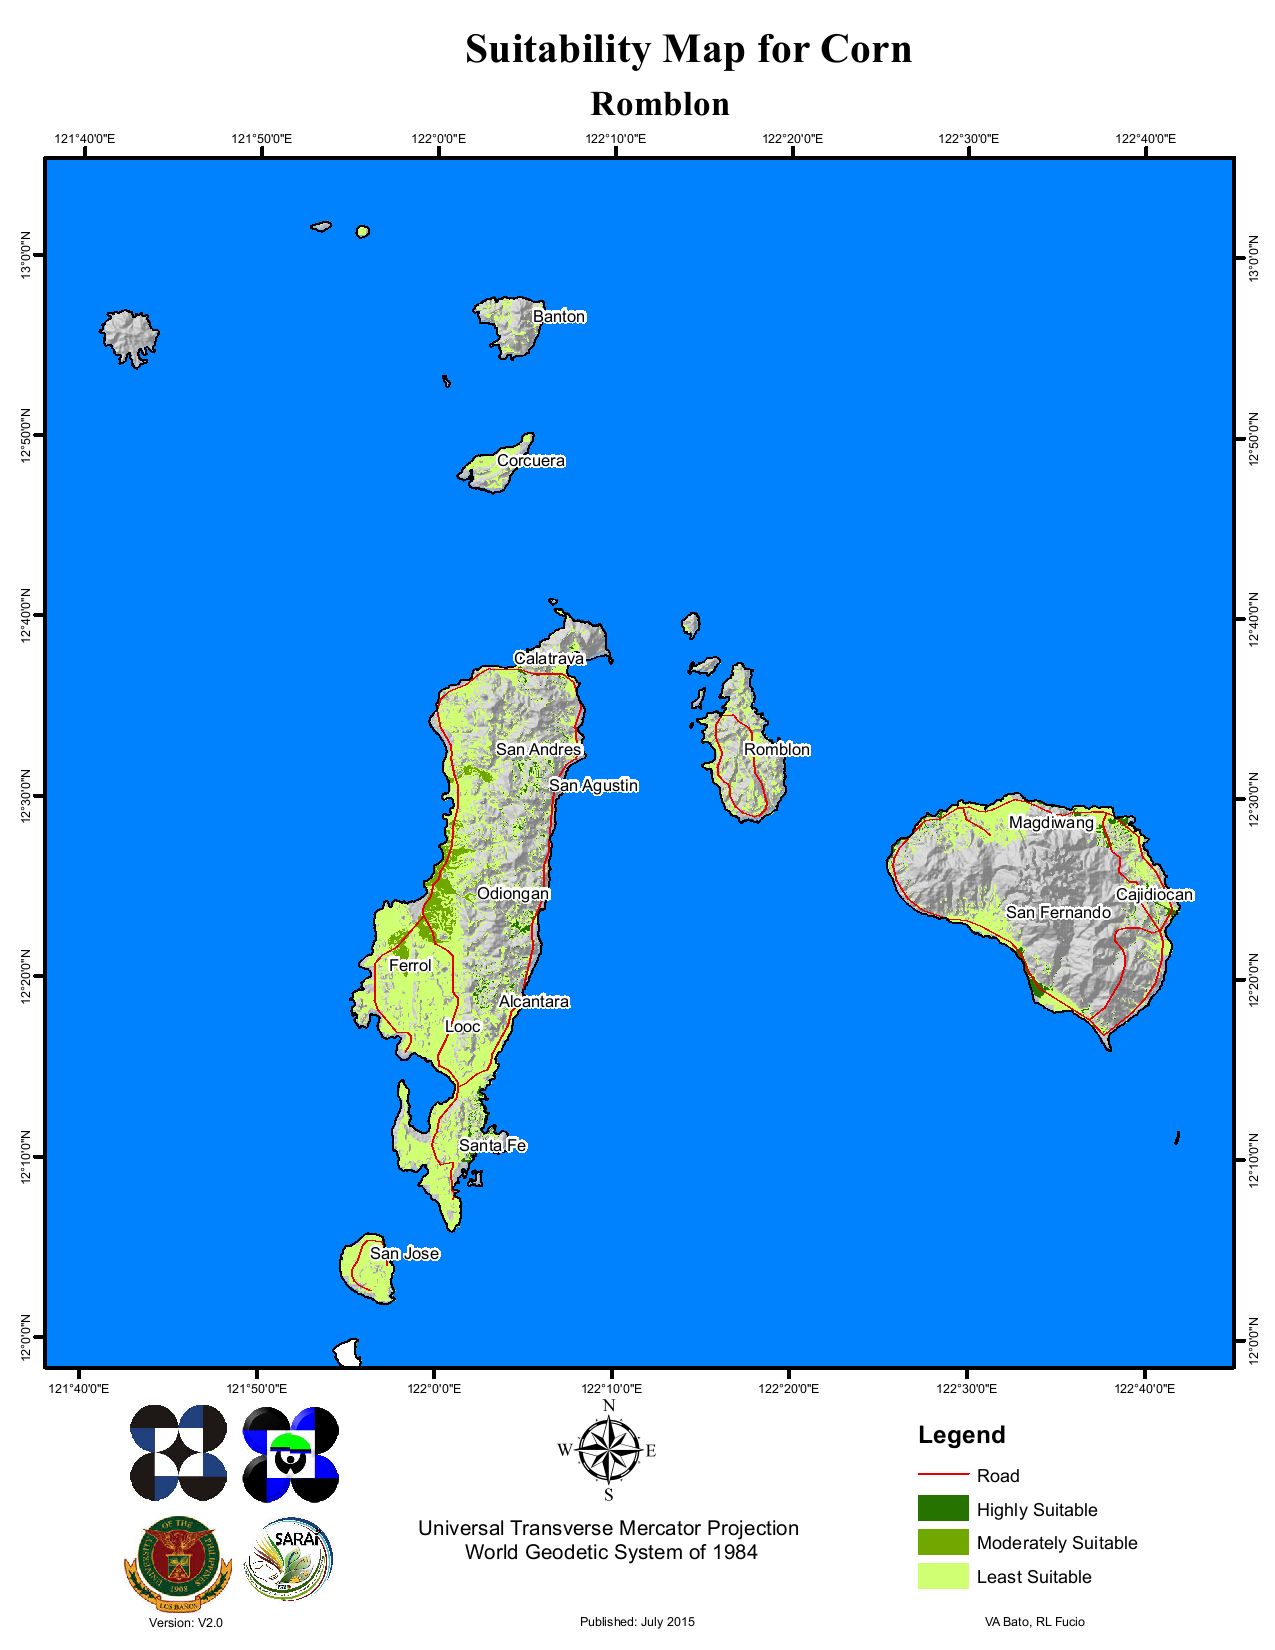 Suitability Map for Corn
Romblon
121°40'0"E 121°50'0"E 122°0'0"E 122°10'0"E 122°20'0"E 122°30'0"E 122°40'0"E
13°0'0"N 13°0'0"N
Banton
12°50'0"N 12°50'0"N
Corcuera
12°40'0"N 12°40'0"N
Calatrava
San Andres Romblon
San Agustin
12°30'0"N 12°30'0"N
Magdiwang
Odiongan Cajidiocan
San Fernando
Ferrol
12°20'0"N 12°20'0"N
Alcantara
Looc
12°10'0"N 12°10'0"N
Santa Fe
San Jose
12°0'0"N 12°0'0"N
121°40'0"E 121°50'0"E 122°0'0"E 122°10'0"E 122°20'0"E 122°30'0"E 122°40'0"E
N
W E
S
Universal Transverse Mercator Projection
World Geodetic System of 1984
Legend
Road
Highly Suitable
Moderately Suitable
Least Suitable
UNIVERSITY OF THE PHILIPPINES
1908
LOS BAÑOS
SARAI
Version: V2.0
Published: July 2015
VA Bato, RL Fucio